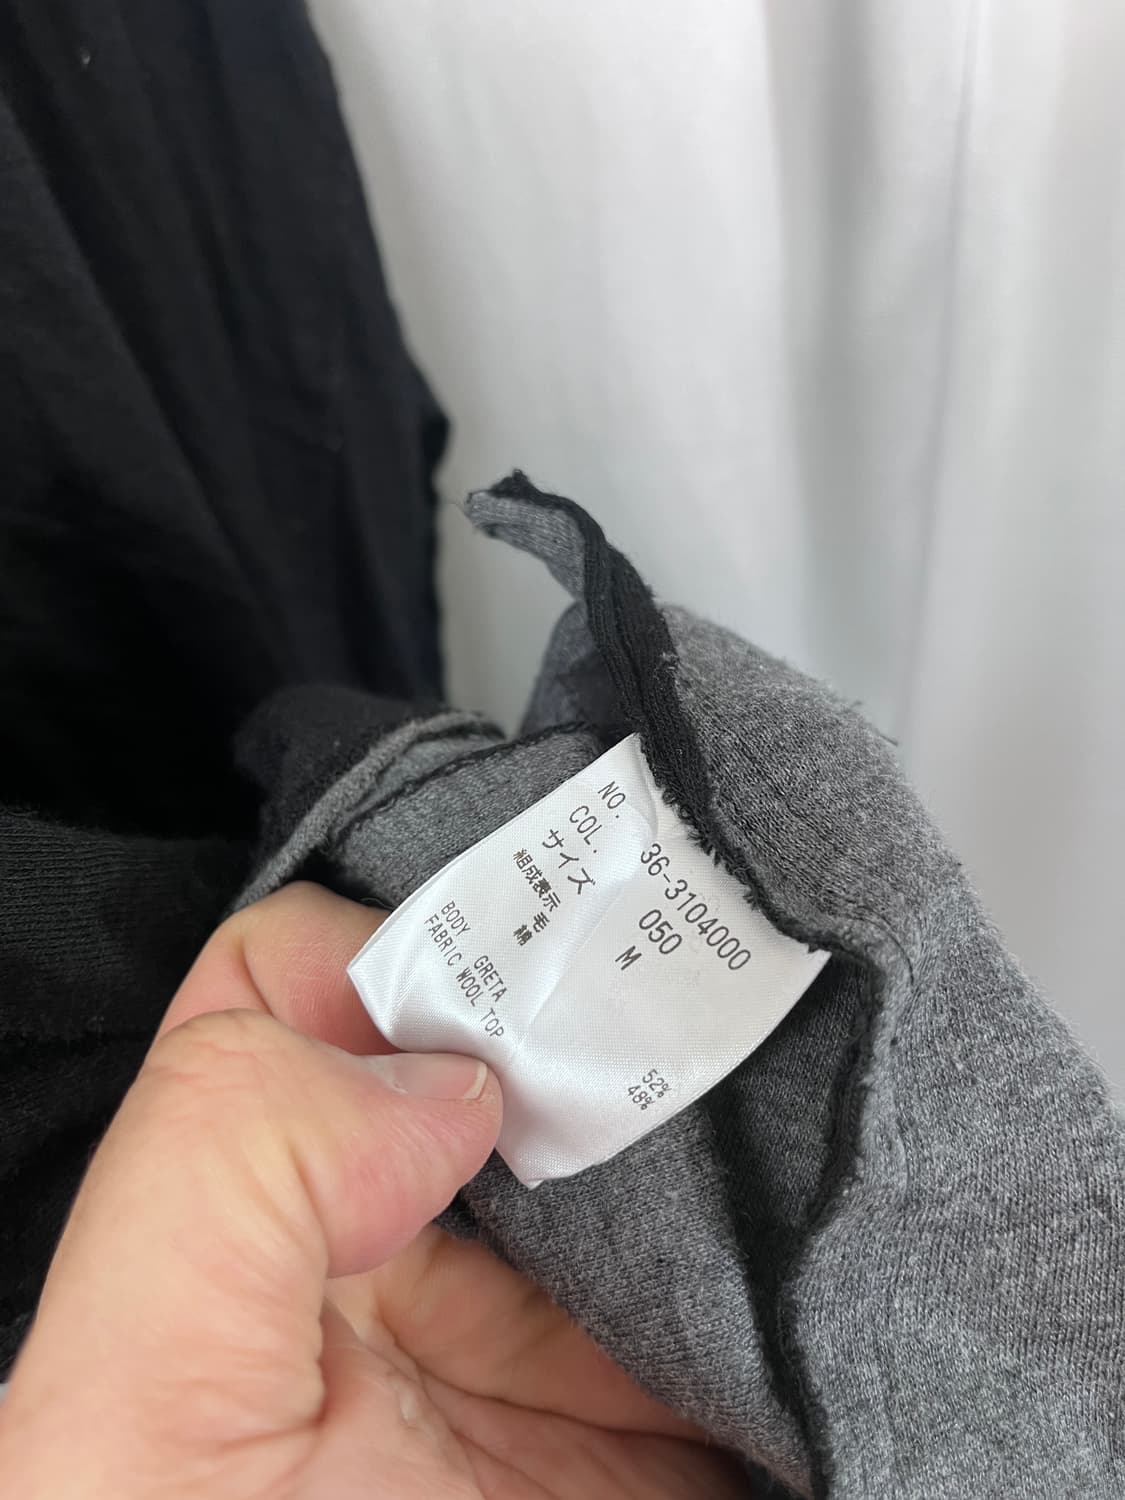 NO. 36-3104000
COL. 050
サイズ M
組成表示 毛 52%
綿 48%
BODY GRETA
FABRIC WOOL TOP